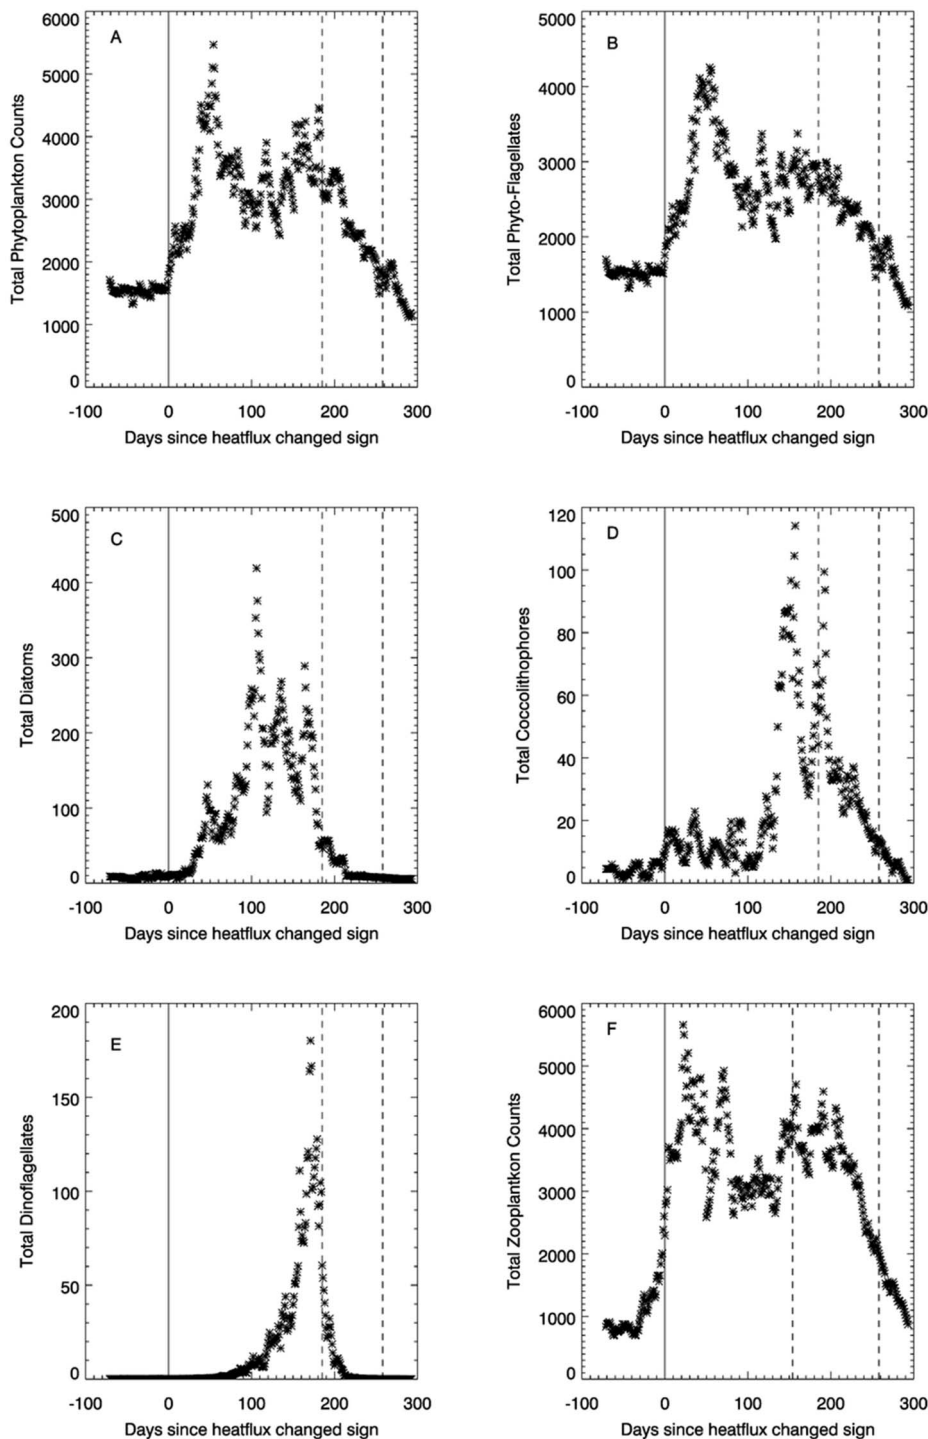 6000
5000
4000
3000
2000
1000
0
A
Total Phytoplankton Counts
-100 0 100 200 300
Days since heatflux changed sign
5000
4000
3000
2000
1000
0
B
Total Phyto-Flagellates
-100 0 100 200 300
Days since heatflux changed sign
500
400
300
200
100
0
C
Total Diatoms
-100 0 100 200 300
Days since heatflux changed sign
120
100
80
60
40
20
0
D
Total Coccolithophores
-100 0 100 200 300
Days since heatflux changed sign
200
150
100
50
0
E
Total Dinoflagellates
-100 0 100 200 300
Days since heatflux changed sign
6000
5000
4000
3000
2000
1000
0
F
Total Zooplantkon Counts
-100 0 100 200 300
Days since heatflux changed sign